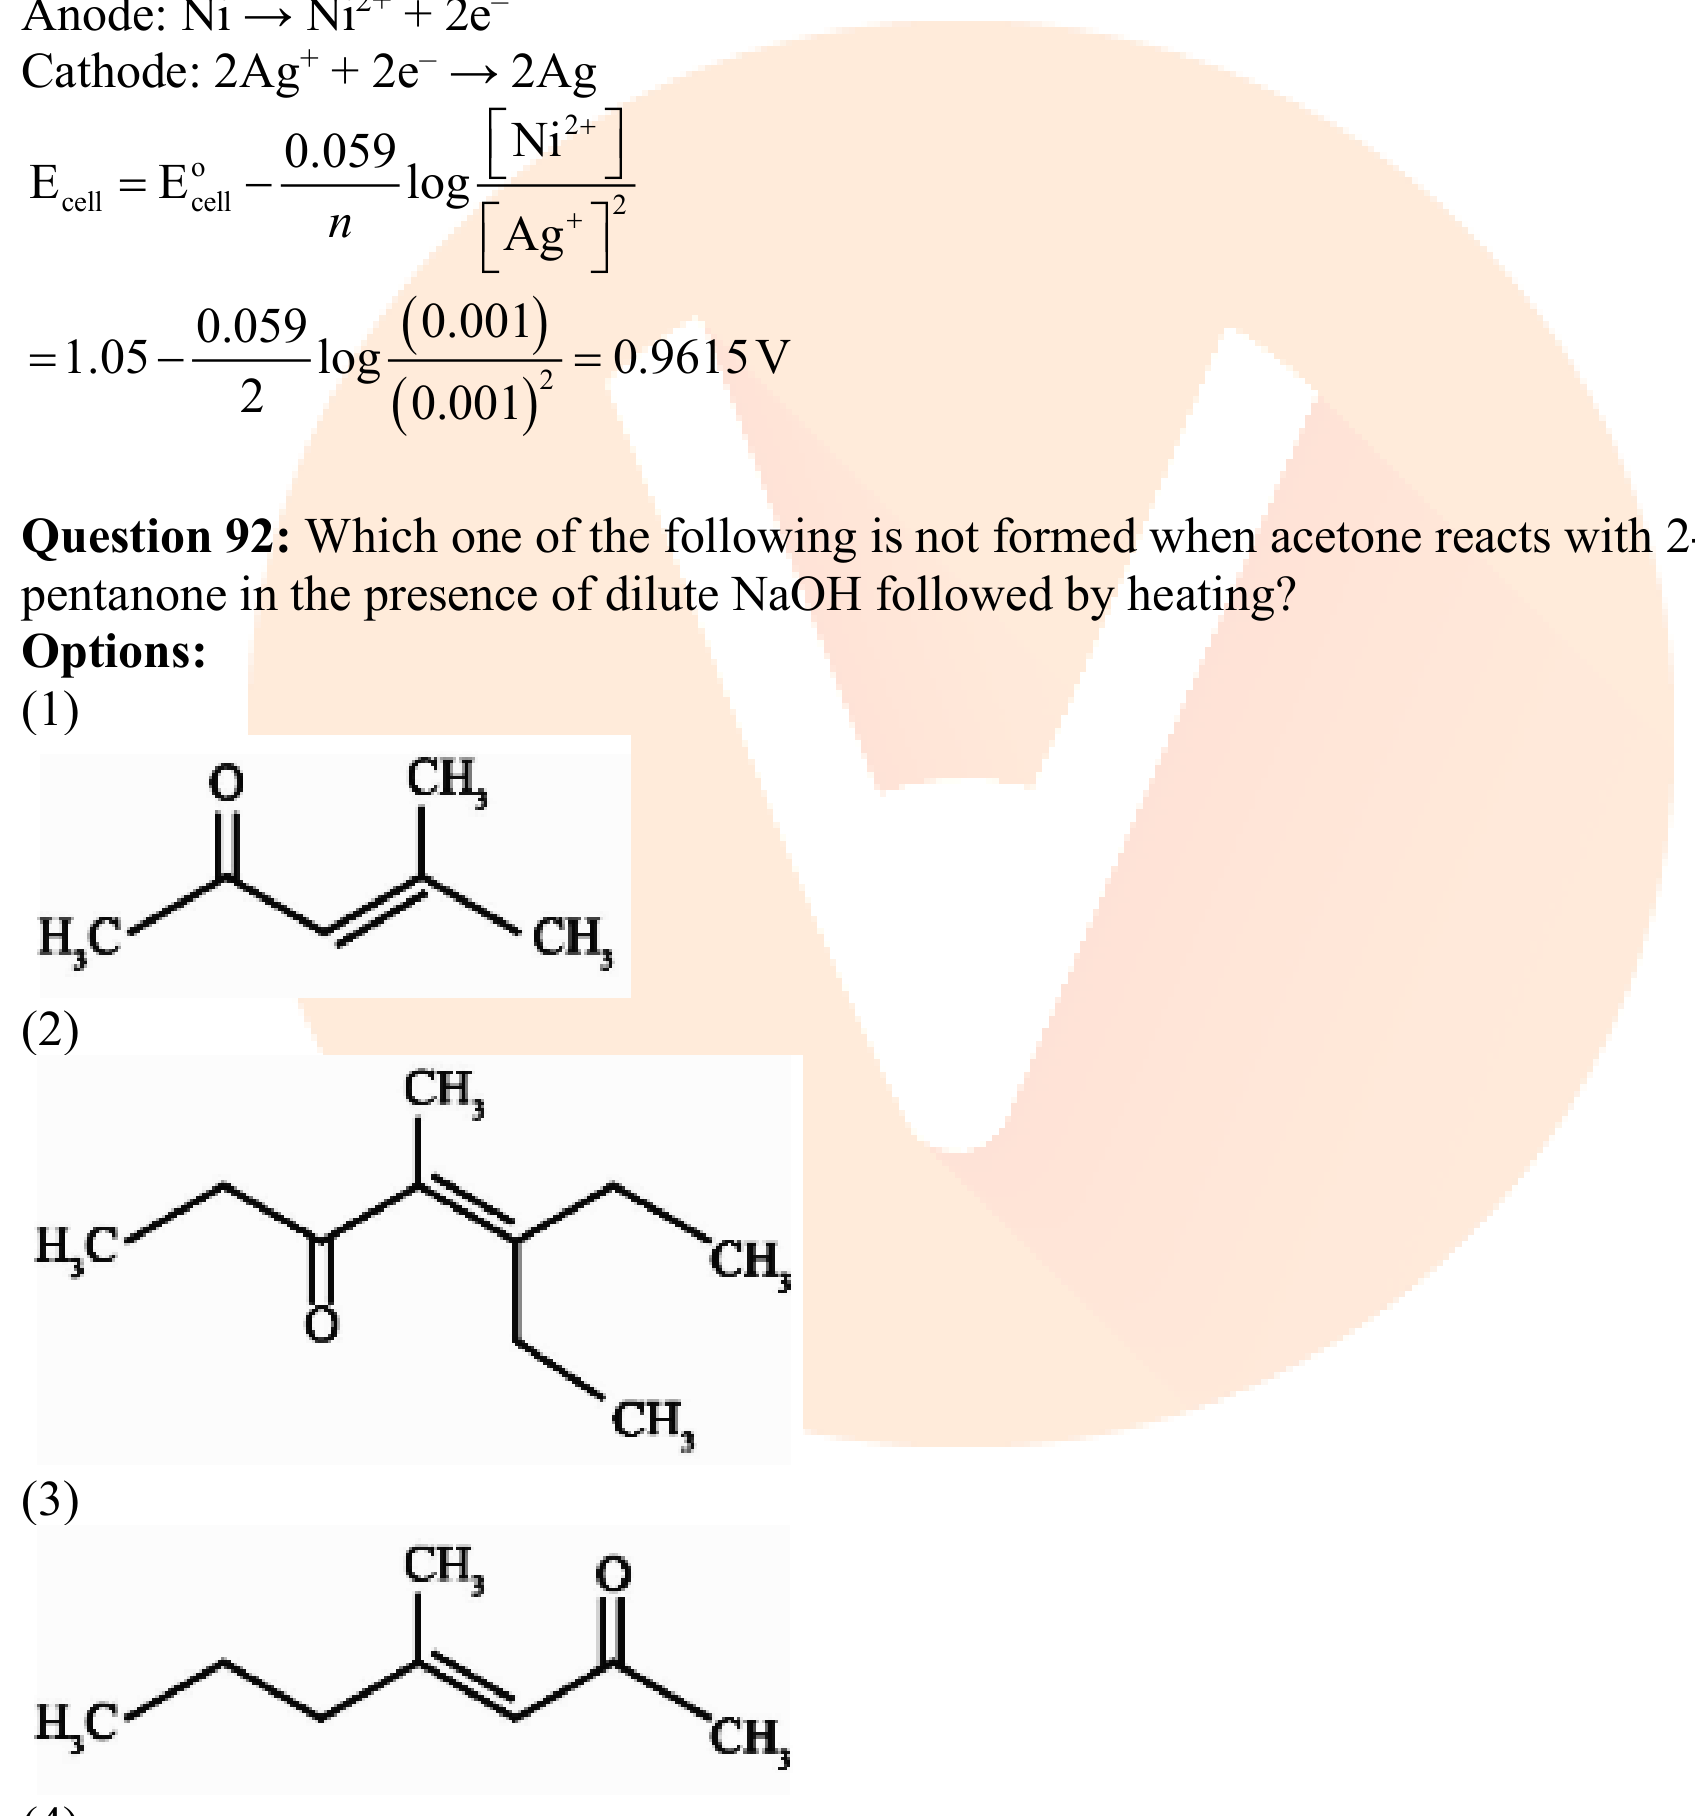 Anode: Ni → Ni²⁺ + 2e⁻
Cathode: 2Ag⁺ + 2e⁻ → 2Ag
E_cell = E°_cell − (0.059/n) log [Ni²⁺]/[Ag⁺]²
= 1.05 − (0.059/2) log (0.001)/(0.001)² = 0.9615 V
Question 92: Which one of the following is not formed when acetone reacts with 2-
pentanone in the presence of dilute NaOH followed by heating?
Options:
(1)
O CH₃
H₃C CH₃
(2)
CH₃
H₃C CH₃
O
CH₃
(3)
CH₃ O
H₃C CH₃
(4)